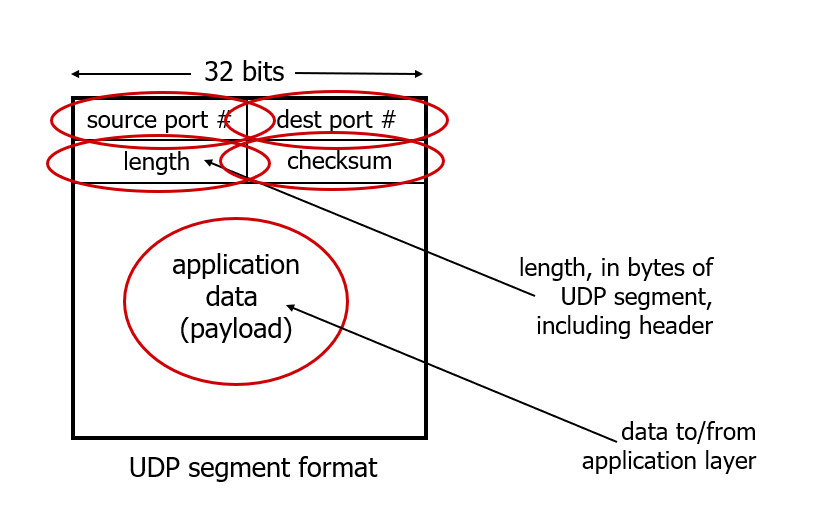 32 bits
source port # dest port #
length checksum
application
data
(payload)
length, in bytes of
UDP segment,
including header
data to/from
application layer
UDP segment format